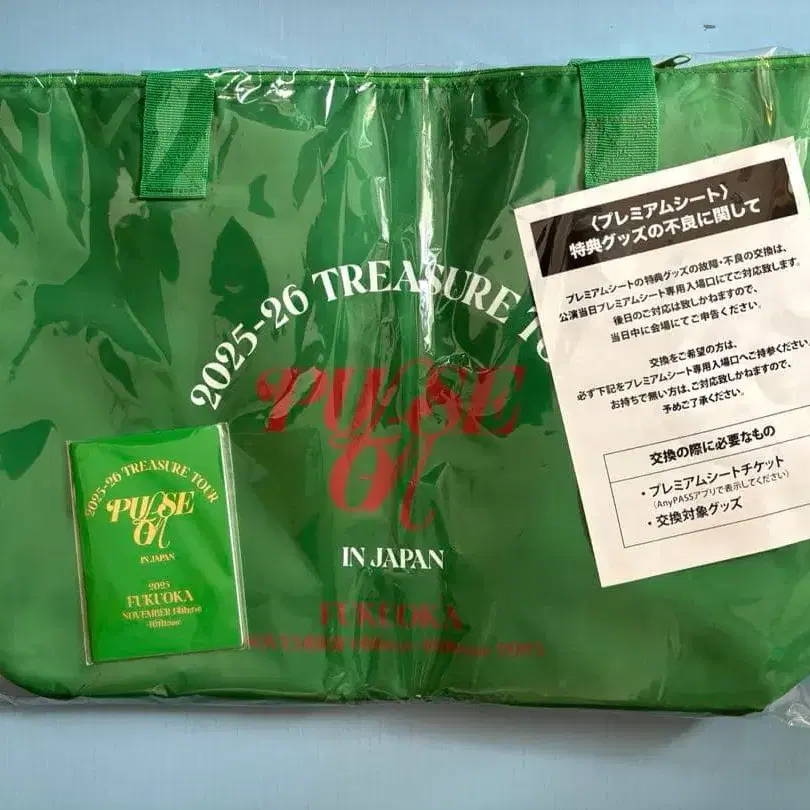 2025-26 TREASURE TO
PULSE
ON
IN JAPAN
FUKUOKA
2025-26 TREASURE TOUR
PULSE
ON
IN JAPAN
2025
FUKUOKA
NOVEMBER 14th
〈プレミアムシート〉
特典グッズの不良に関して
プレミアムシートの特典グッズの故障・不良の交換は、
公演当日プレミアムシート専用入場口にてご対応致します。
後日のご対応は致しかねますので、
当日中に会場にてご申告ください。
交換をご希望の方は、
必ず下記をプレミアムシート専用入場口へご持参ください
お持ちで無い方は、ご対応致しかねますので、
予めご了承ください。
交換の際に必要なもの
・プレミアムシートチケット
（AnyPASSアプリで表示してください）
・交換対象グッズ